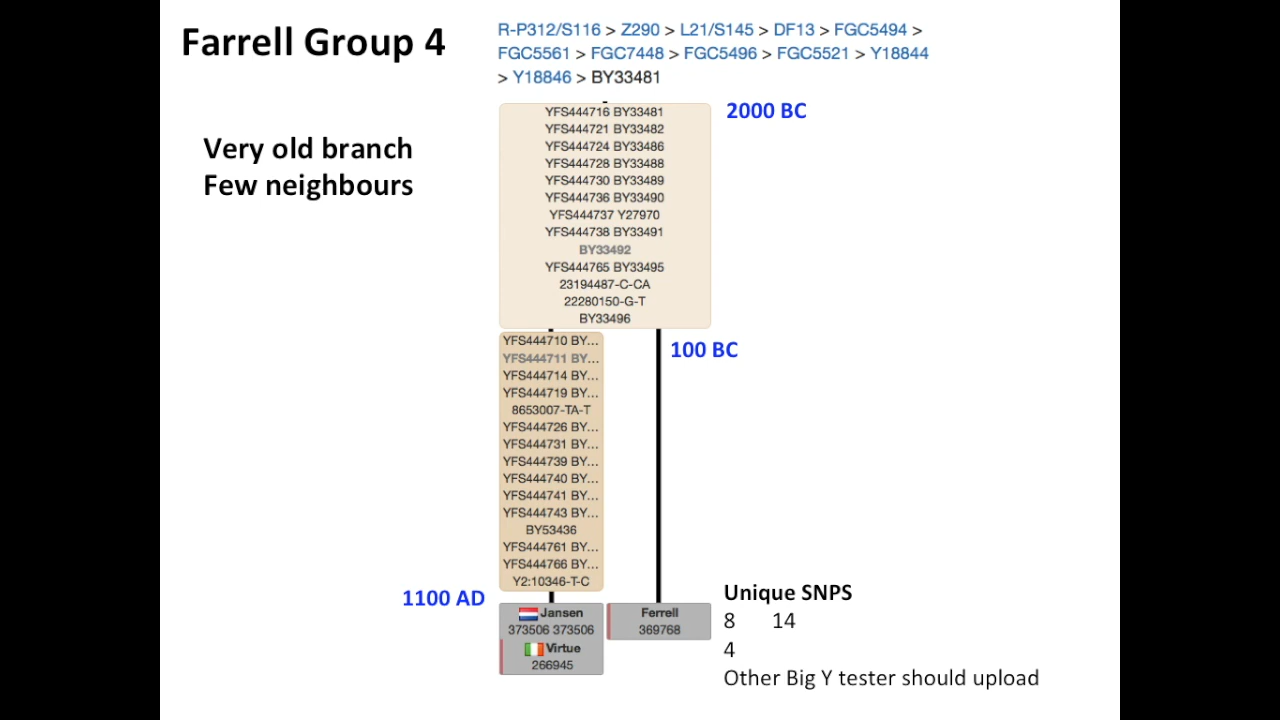 Farrell Group 4
R-P312/S116 > Z290 > L21/S145 > DF13 > FGC5494 >
FGC5561 > FGC7448 > FGC5496 > FGC5521 > Y18844
> Y18846 > BY33481
Very old branch
Few neighbours
2000 BC
YFS444716 BY33481
YFS444721 BY33482
YFS444724 BY33486
YFS444728 BY33488
YFS444730 BY33489
YFS444736 BY33490
YFS444737 Y27970
YFS444738 BY33491
BY33492
YFS444765 BY33495
23194487-C-CA
22280150-G-T
BY33496
100 BC
YFS444710 BY...
YFS444711 BY...
YFS444714 BY...
YFS444719 BY...
8653007-TA-T
YFS444726 BY...
YFS444731 BY...
YFS444739 BY...
YFS444740 BY...
YFS444741 BY...
YFS444743 BY...
BY53436
YFS444761 BY...
YFS444766 BY...
Y2:10346-T-C
1100 AD
Jansen
373506 373506
Virtue
266945
Ferrell
369768
Unique SNPS
8 14
4
Other Big Y tester should upload